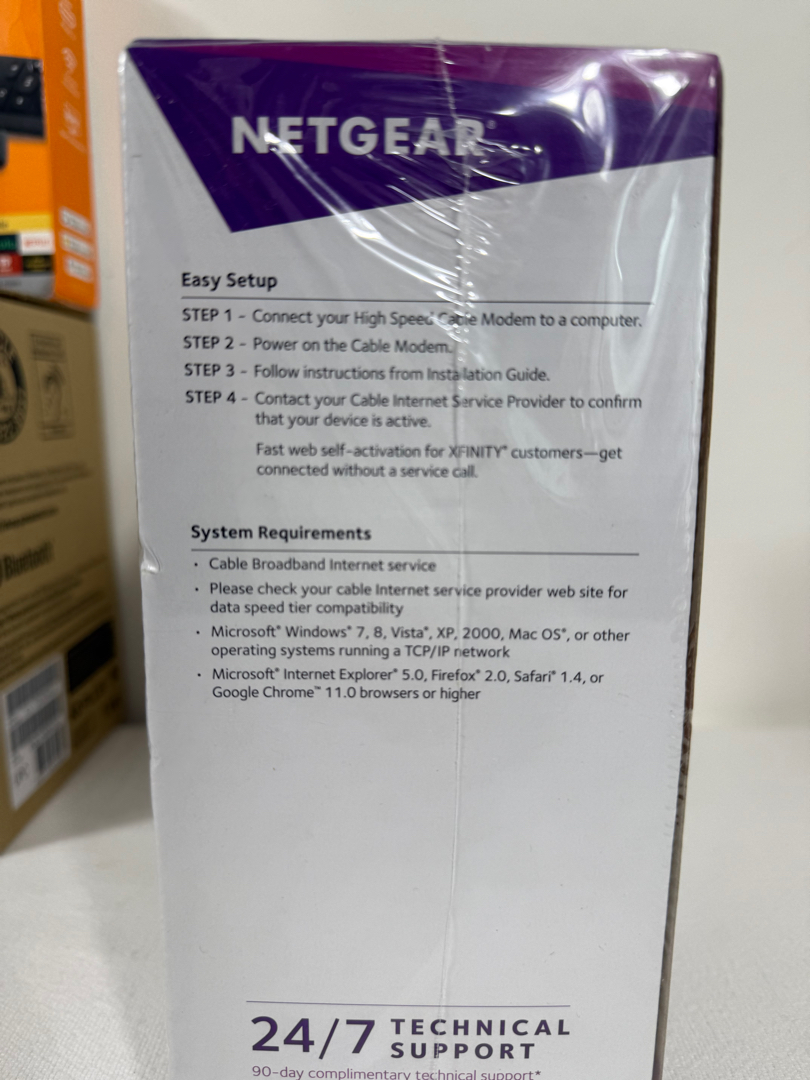 NETGEAR®
Easy Setup
STEP 1 - Connect your High Speed Cable Modem to a computer.
STEP 2 - Power on the Cable Modem.
STEP 3 - Follow instructions from Installation Guide.
STEP 4 - Contact your Cable Internet Service Provider to confirm
that your device is active.
Fast web self-activation for XFINITY® customers—get
connected without a service call.
System Requirements
• Cable Broadband Internet service
• Please check your cable Internet service provider web site for
data speed tier compatibility
• Microsoft® Windows® 7, 8, Vista®, XP, 2000, Mac OS®, or other
operating systems running a TCP/IP network
• Microsoft® Internet Explorer® 5.0, Firefox® 2.0, Safari® 1.4, or
Google Chrome™ 11.0 browsers or higher
24/7 TECHNICAL
SUPPORT
90-day complimentary technical support*